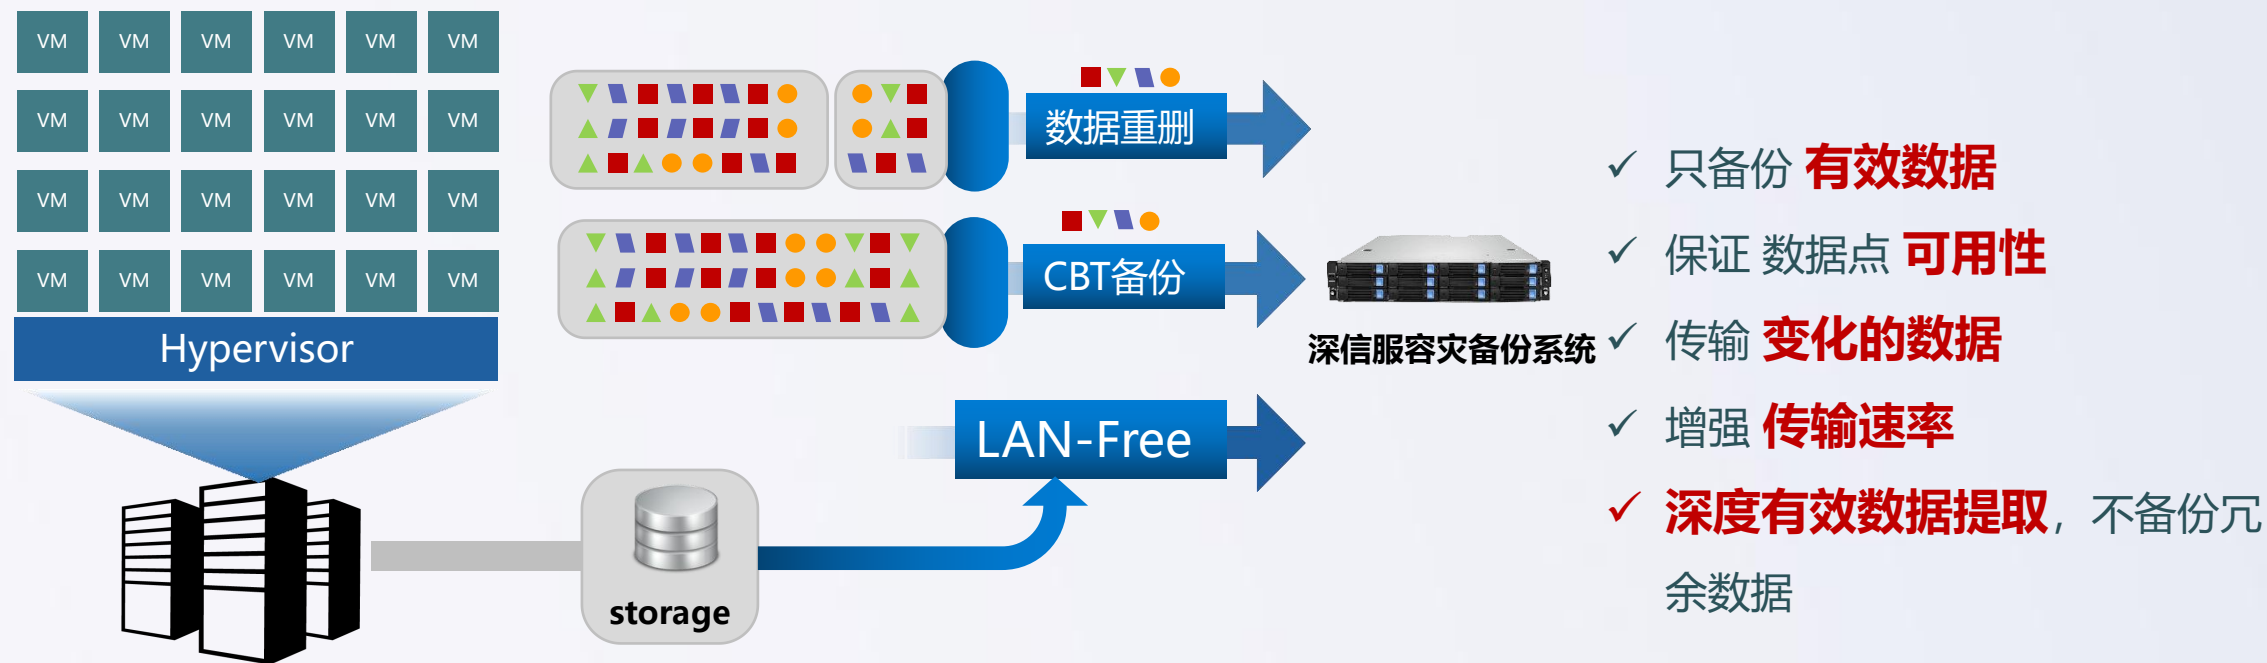 VM VM VM VM VM VM
VM VM VM VM VM VM
VM VM VM VM VM VM
VM VM VM VM VM VM
Hypervisor
storage
数据重删
CBT备份
LAN-Free
深信服容灾备份系统
✓ 只备份 有效数据
✓ 保证 数据点 可用性
✓ 传输 变化的数据
✓ 增强 传输速率
✓ 深度有效数据提取，不备份冗
余数据